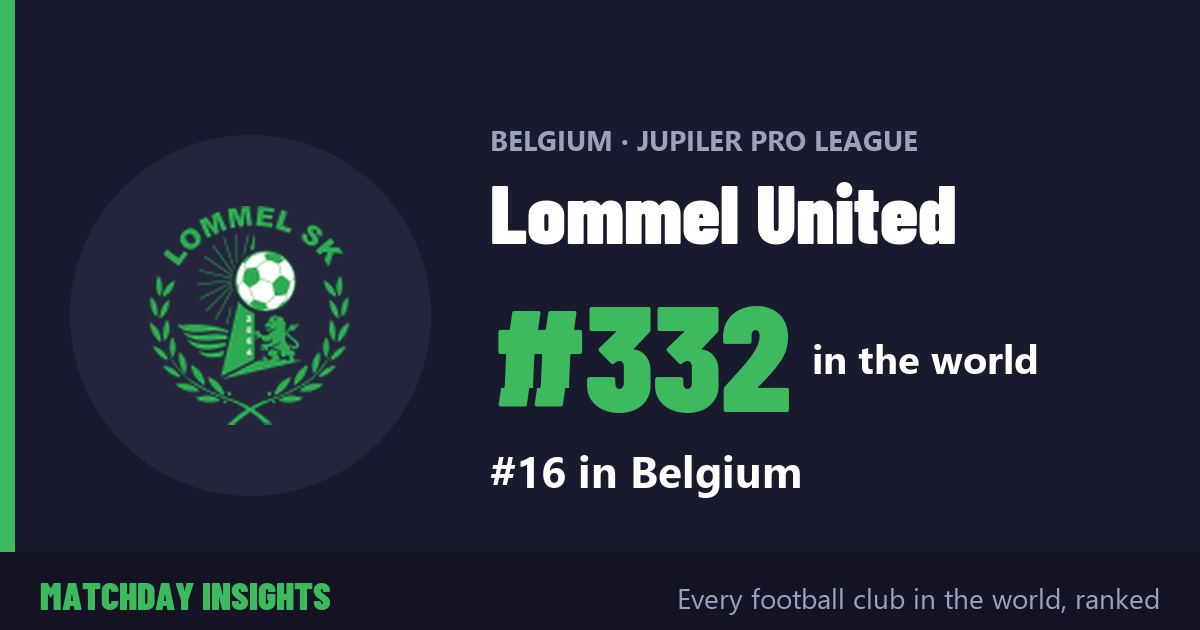 BELGIUM · JUPILER PRO LEAGUE
Lommel United
LOMMEL SK
#332 in the world
#16 in Belgium
MATCHDAY INSIGHTS
Every football club in the world, ranked